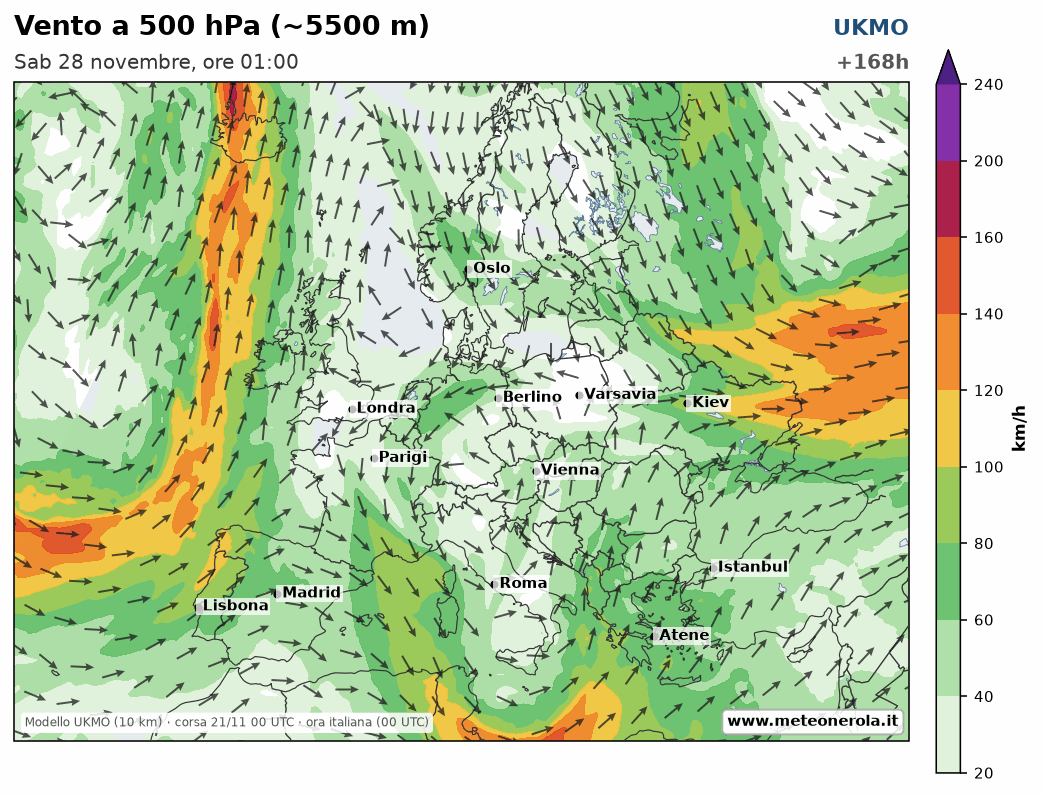 Vento a 500 hPa (~5500 m)
UKMO
Sab 28 novembre, ore 01:00
+168h
240
200
160
140
120
100
80
60
40
20
km/h
Oslo
Berlino
Varsavia
Kiev
Londra
Parigi
Vienna
Istanbul
Roma
Madrid
Lisbona
Atene
Modello UKMO (10 km) · corsa 21/11 00 UTC · ora italiana (00 UTC)
www.meteonerola.it